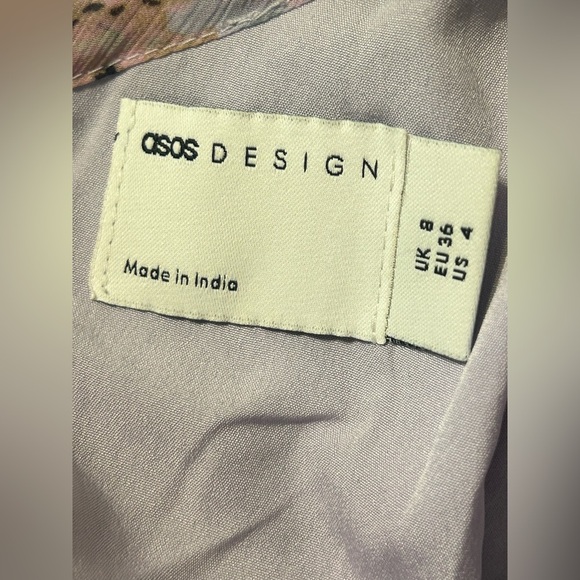 asos DESIGN
Made in India
UK 8
EU 36
US 4